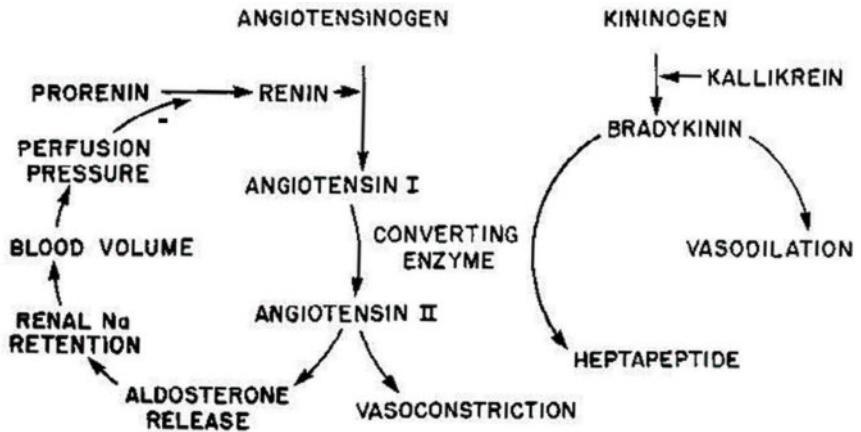 ANGIOTENSINOGEN
KININOGEN
PRORENIN
RENIN
KALLIKREIN
-
BRADYKININ
PERFUSION
PRESSURE
ANGIOTENSIN I
BLOOD VOLUME
CONVERTING
ENZYME
VASODILATION
ANGIOTENSIN II
RENAL Na
RETENTION
HEPTAPEPTIDE
ALDOSTERONE
RELEASE
VASOCONSTRICTION